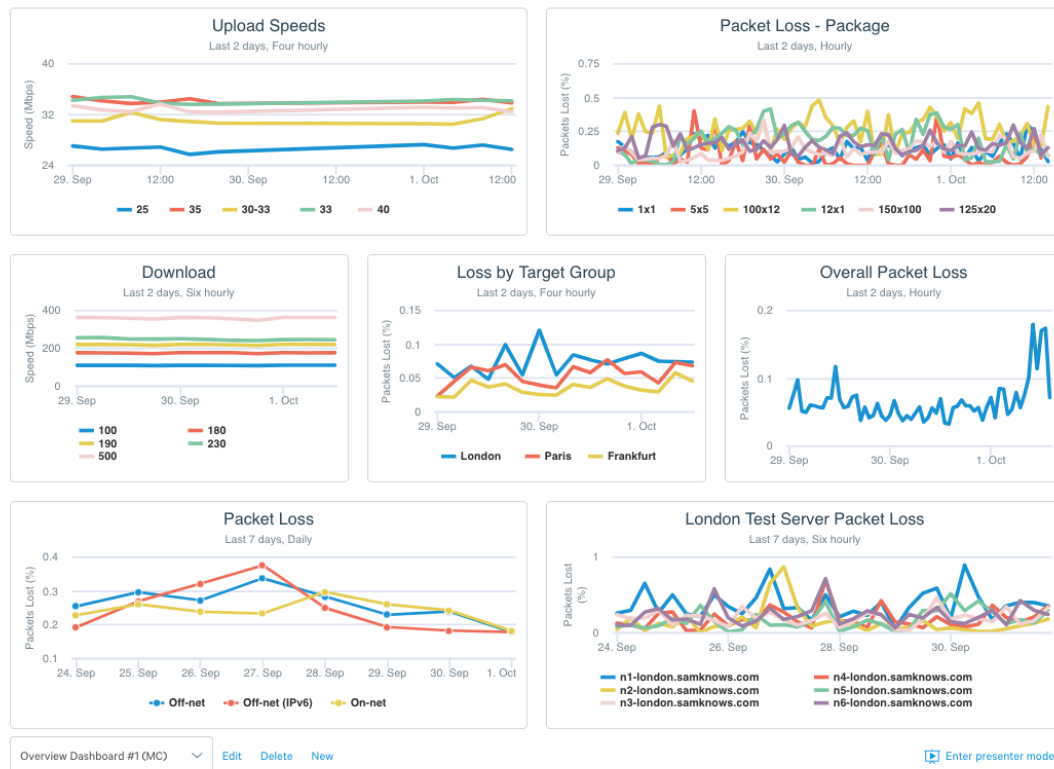 Upload Speeds
Last 2 days, Four hourly
Speed (Mbps)
40
32
24
29. Sep 12:00 30. Sep 12:00 1. Oct 12:00
25 35 30-33 33 40
Packet Loss - Package
Last 2 days, Hourly
Packets Lost (%)
0.75
0.5
0.25
0
29. Sep 12:00 30. Sep 12:00 1. Oct 12:00
1x1 5x5 100x12 12x1 150x100 125x20
Download
Last 2 days, Six hourly
Speed (Mbps)
400
200
0
29. Sep 30. Sep 1. Oct
100 180
190 230
500
Loss by Target Group
Last 2 days, Four hourly
Packets Lost (%)
0.15
0.1
0.05
0
29. Sep 30. Sep 1. Oct
London Paris Frankfurt
Overall Packet Loss
Last 2 days, Hourly
Packets Lost (%)
0.2
0.1
0
29. Sep 30. Sep 1. Oct
Packet Loss
Last 7 days, Daily
Packets Lost (%)
0.4
0.3
0.2
0.1
24. Sep 25. Sep 26. Sep 27. Sep 28. Sep 29. Sep 30. Sep 1. Oct
Off-net Off-net (IPv6) On-net
London Test Server Packet Loss
Last 7 days, Six hourly
Packets Lost
(%)
1
0
24. Sep 26. Sep 28. Sep 30. Sep
n1-london.samknows.com n4-london.samknows.com
n2-london.samknows.com n5-london.samknows.com
n3-london.samknows.com n6-london.samknows.com
Overview Dashboard #1 (MC) Edit Delete New Enter presenter mode